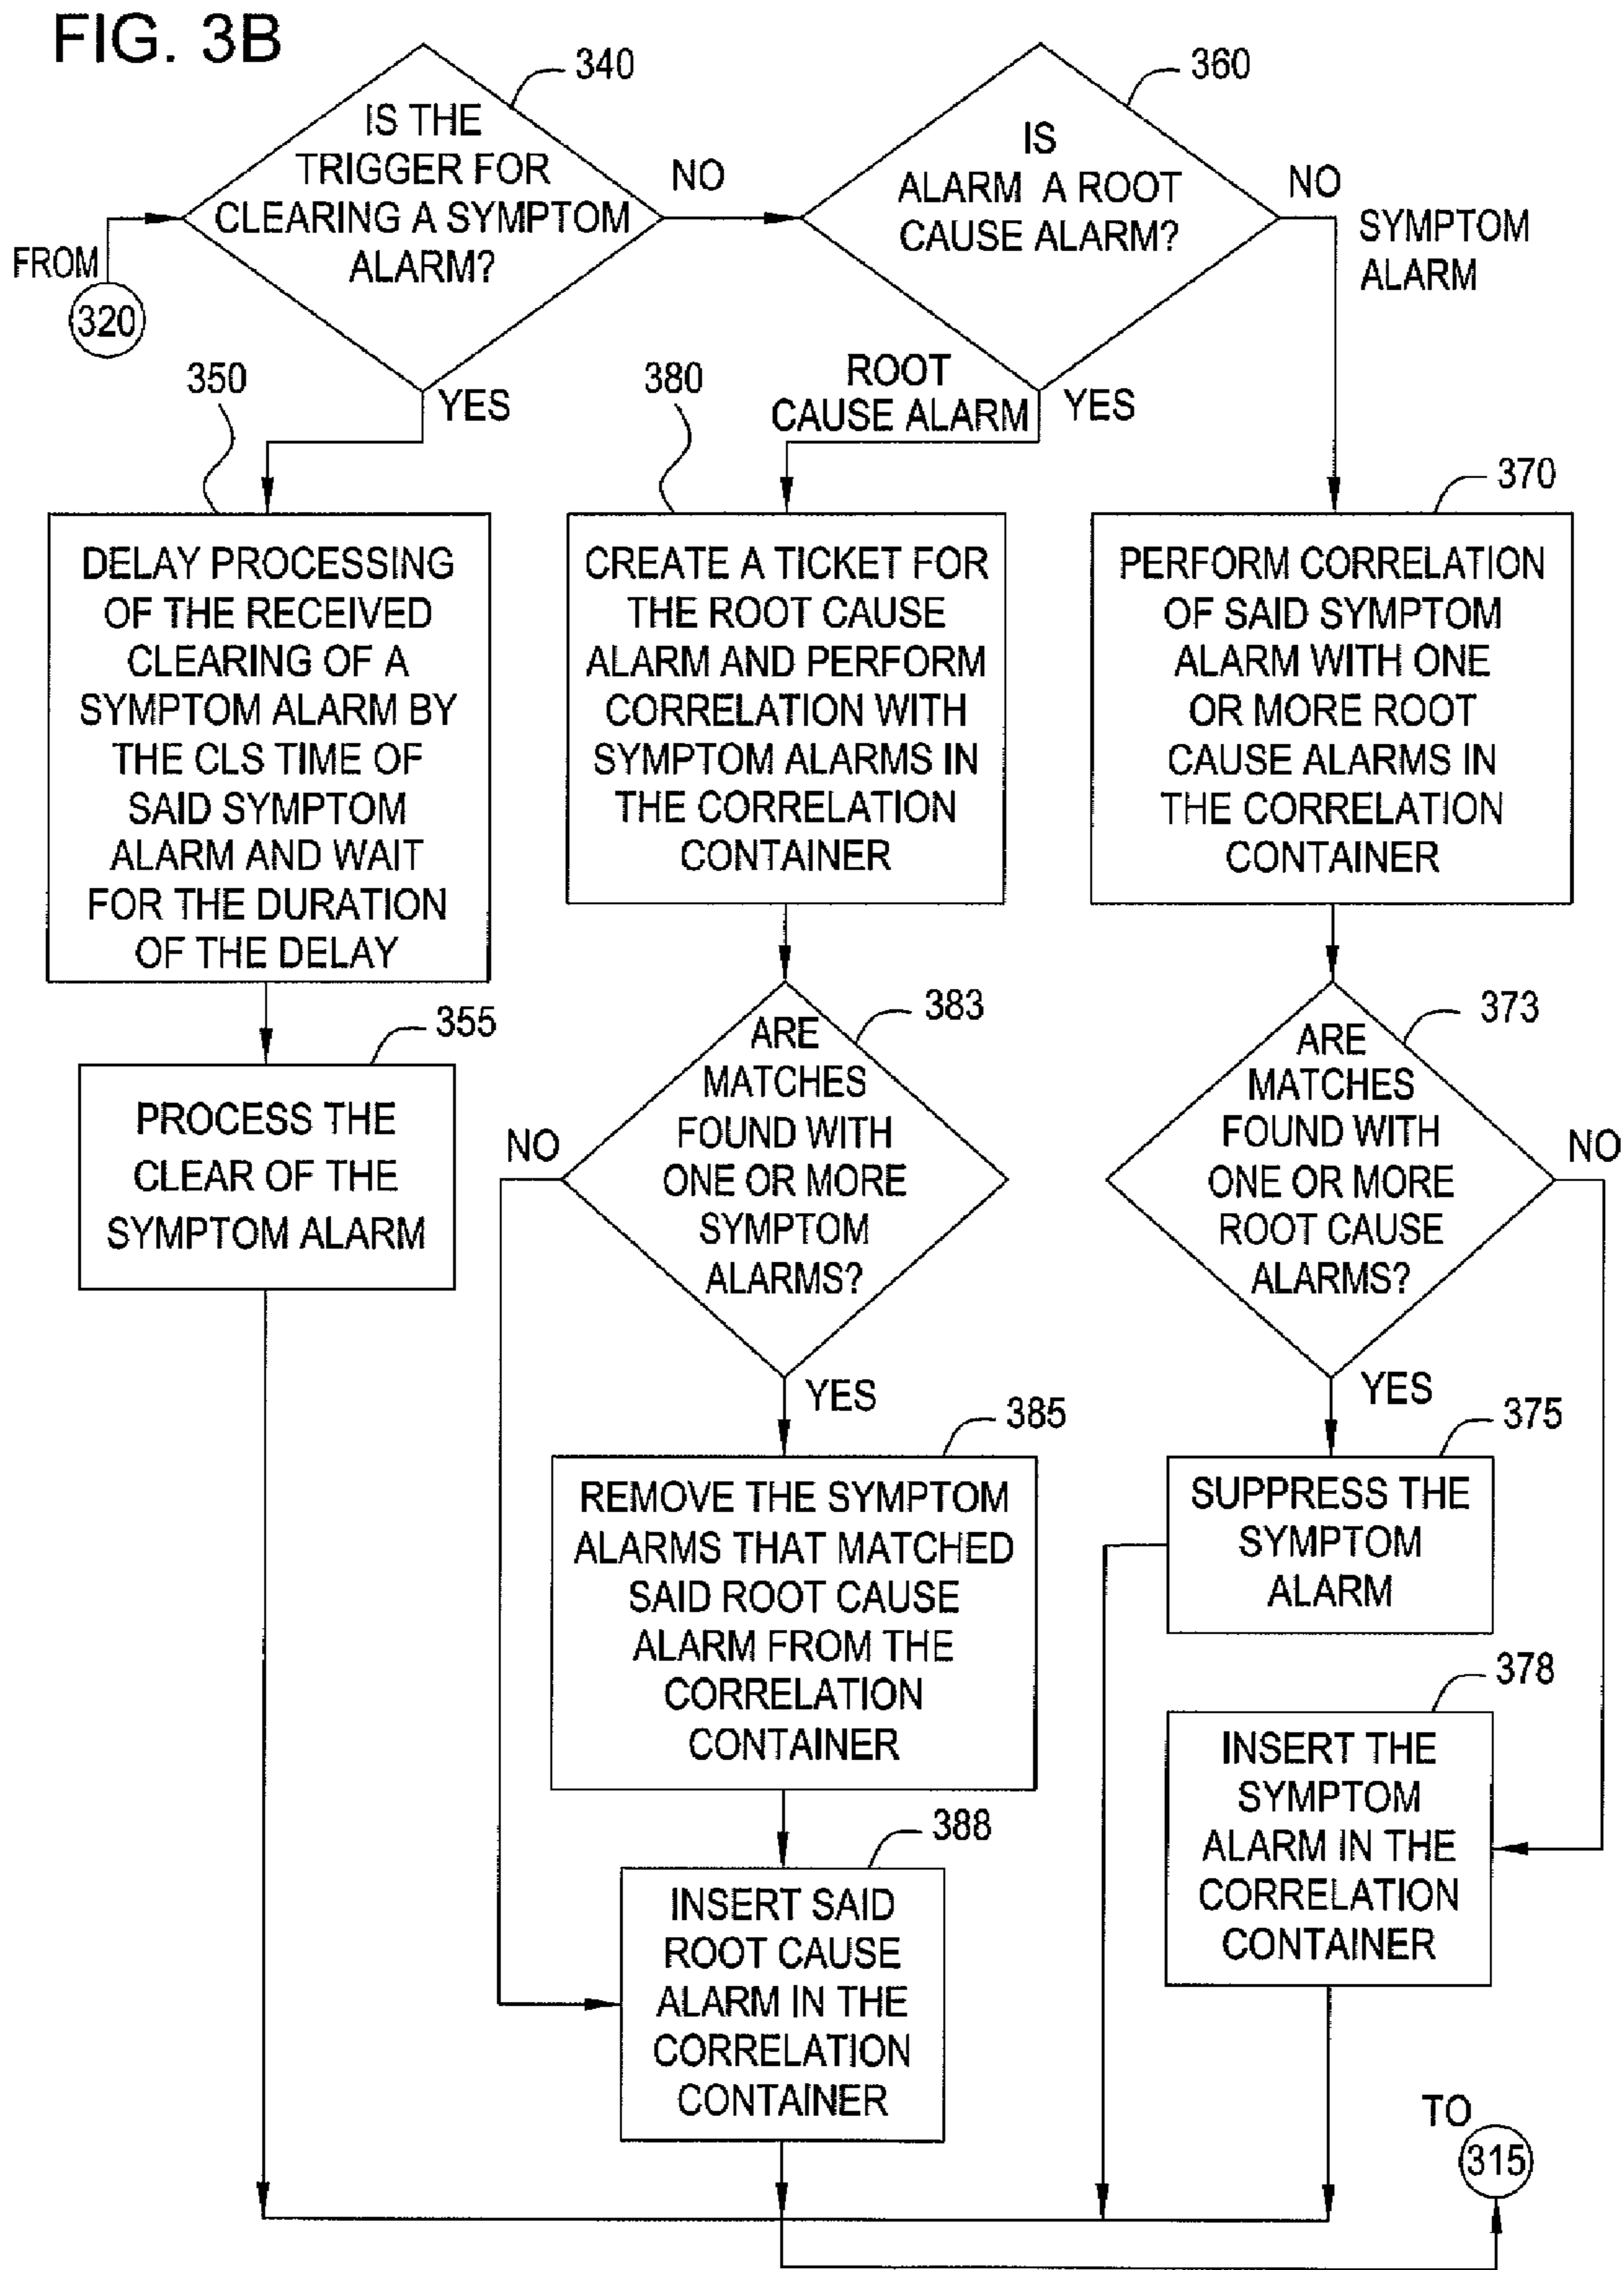 FIG. 3B
340
IS THE
TRIGGER FOR
CLEARING A SYMPTOM
ALARM?
NO
YES
FROM
320
360
IS
ALARM A ROOT
CAUSE ALARM?
NO
SYMPTOM
ALARM
ROOT
CAUSE ALARM
YES
350
DELAY PROCESSING
OF THE RECEIVED
CLEARING OF A
SYMPTOM ALARM BY
THE CLS TIME OF
SAID SYMPTOM
ALARM AND WAIT
FOR THE DURATION
OF THE DELAY
355
PROCESS THE
CLEAR OF THE
SYMPTOM ALARM
380
CREATE A TICKET FOR
THE ROOT CAUSE
ALARM AND PERFORM
CORRELATION WITH
SYMPTOM ALARMS IN
THE CORRELATION
CONTAINER
383
ARE
MATCHES
FOUND WITH
ONE OR MORE
SYMPTOM
ALARMS?
NO
YES
385
REMOVE THE SYMPTOM
ALARMS THAT MATCHED
SAID ROOT CAUSE
ALARM FROM THE
CORRELATION
CONTAINER
388
INSERT SAID
ROOT CAUSE
ALARM IN THE
CORRELATION
CONTAINER
370
PERFORM CORRELATION
OF SAID SYMPTOM
ALARM WITH ONE
OR MORE ROOT
CAUSE ALARMS IN
THE CORRELATION
CONTAINER
373
ARE
MATCHES
FOUND WITH
ONE OR MORE
ROOT CAUSE
ALARMS?
NO
YES
375
SUPPRESS THE
SYMPTOM
ALARM
378
INSERT THE
SYMPTOM
ALARM IN THE
CORRELATION
CONTAINER
TO
315